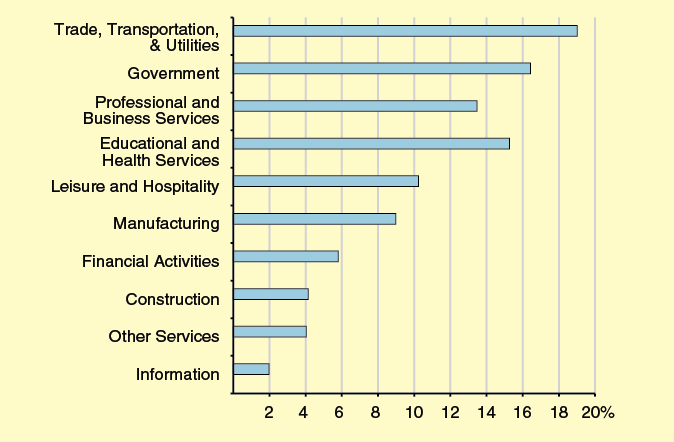 Trade, Transportation,
& Utilities
Government
Professional and
Business Services
Educational and
Health Services
Leisure and Hospitality
Manufacturing
Financial Activities
Construction
Other Services
Information
2 4 6 8 10 12 14 16 18 20%